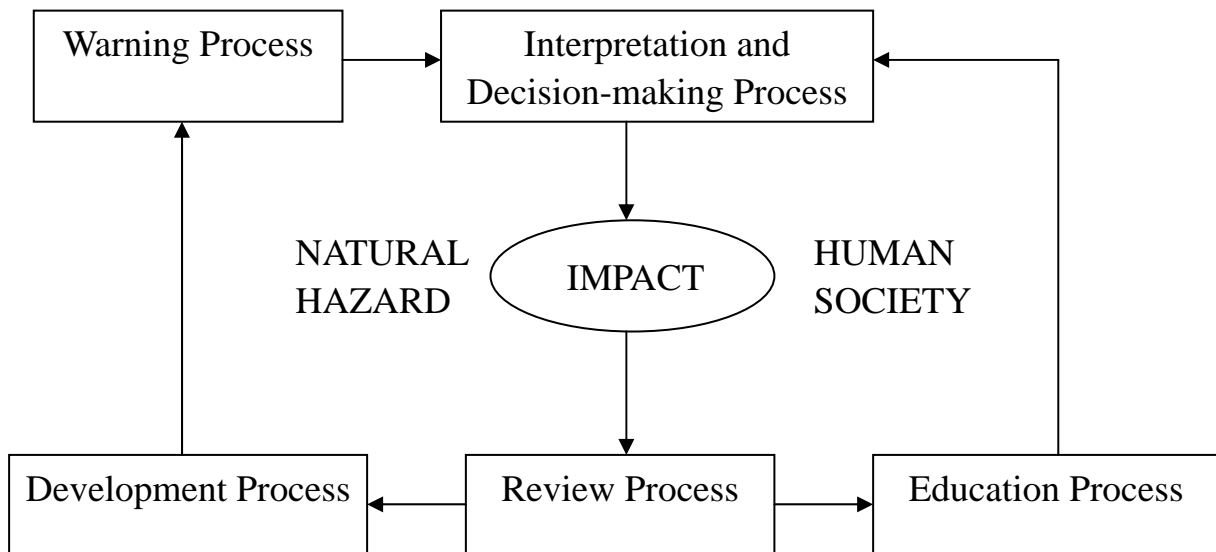 Warning Process
Interpretation and
Decision-making Process
NATURAL
HAZARD
IMPACT
HUMAN
SOCIETY
Development Process
Review Process
Education Process